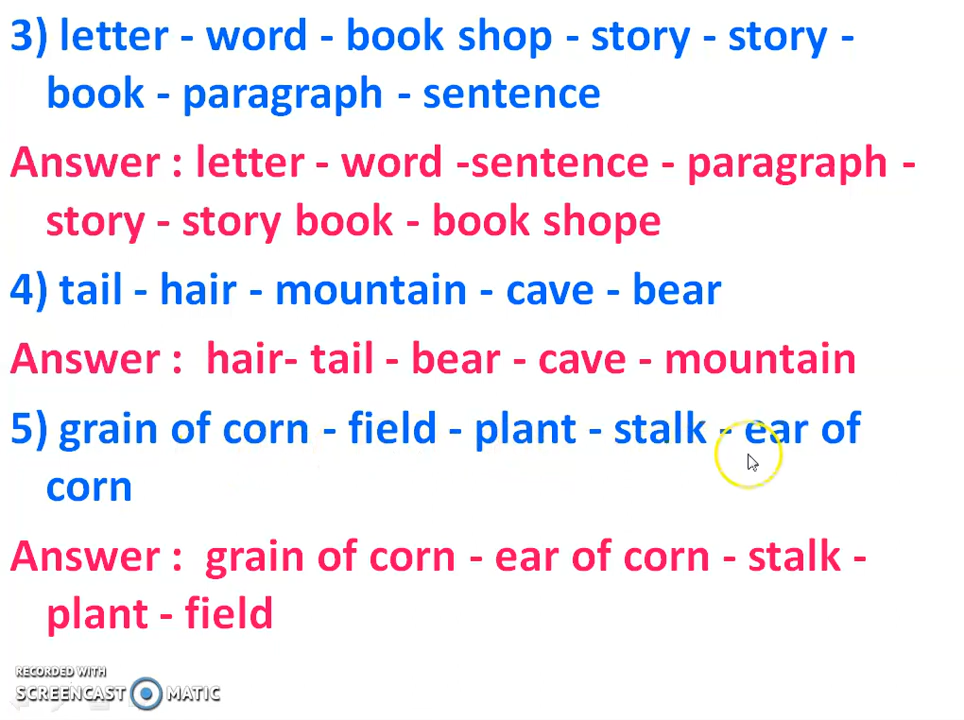 3) letter - word - book shop - story - story -
book - paragraph - sentence
Answer : letter - word -sentence - paragraph -
story - story book - book shope
4) tail - hair - mountain - cave - bear
Answer :  hair- tail - bear - cave - mountain
5) grain of corn - field - plant - stalk - ear of
corn
Answer :  grain of corn - ear of corn - stalk -
plant - field
RECORDED WITH
SCREENCAST MATIC